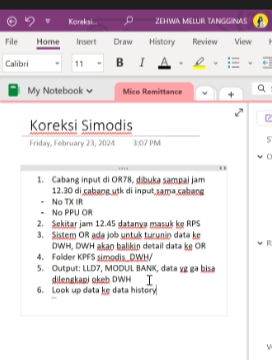 Koreksi...
ZEHWA MELUR TANGGINAS
File Home Insert Draw History Review View
Calibri 11 B I A
My Notebook Mico Remittance +
Koreksi Simodis
Friday, February 23, 2024 3:07 PM
1. Cabang input di OR78, dibuka sampai jam
12.30 di cabang utk di input sama cabang
- No TX IR
- No PPU OR
2. Sekitar jam 12.45 datanya masuk ke RPS
3. Sistem OR ada job untuk turunin data ke
DWH, DWH akan balikin detail data ke OR
4. Folder KPFS simodis_DWH/
5. Output: LLD7, MODUL BANK, data yg ga bisa
dilengkapi okeh DWH
6. Look up data ke data history